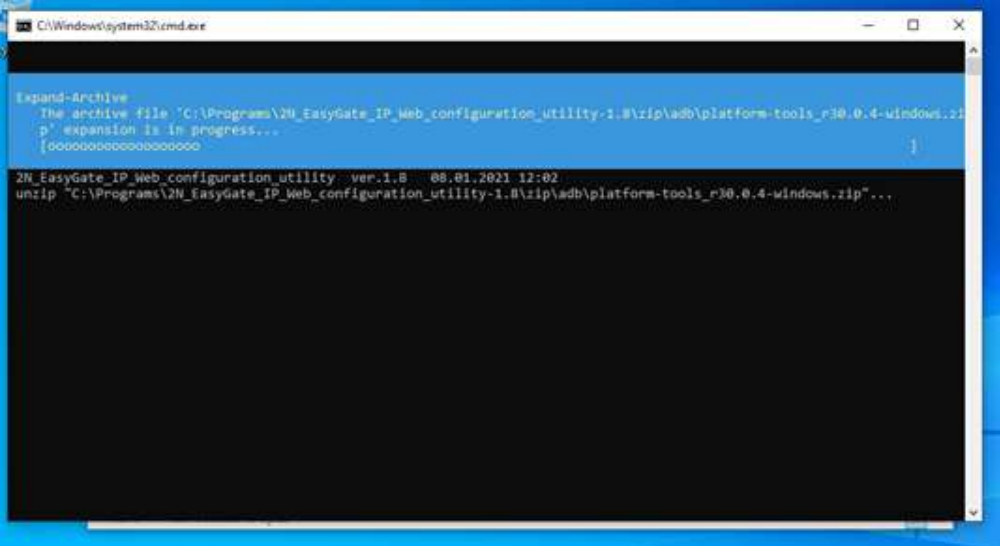 C:\Windows\system32\cmd.exe
Expand-Archive
The archive file 'C:\Programs\2N_EasyGate_IP_Web_configuration_utility-1.8\zip\adb\platform-tools_r30.0.4-windows.zi
p' expansion is in progress...
[ooooooooooooooooooo ]
2N_EasyGate_IP_Web_configuration_utility ver.1.8 08.01.2021 12:02
unzip "C:\Programs\2N_EasyGate_IP_Web_configuration_utility-1.8\zip\adb\platform-tools_r30.0.4-windows.zip"...